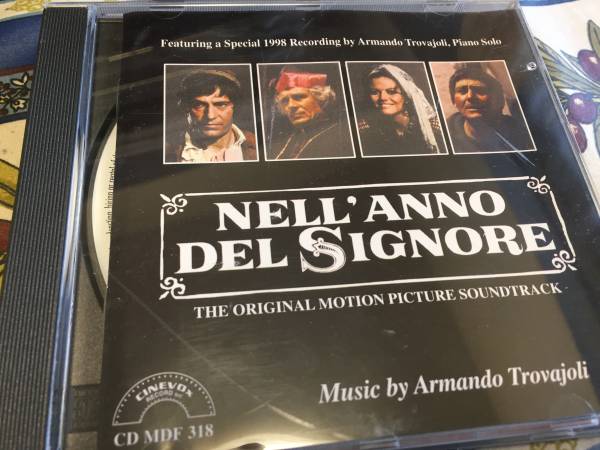 Featuring a Special 1998 Recording by Armando Trovajoli, Piano Solo
NELL'ANNO
DEL SIGNORE
THE ORIGINAL MOTION PICTURE SOUNDTRACK
Music by Armando Trovajoli
CINEVOX
RECORD
CD MDF 318